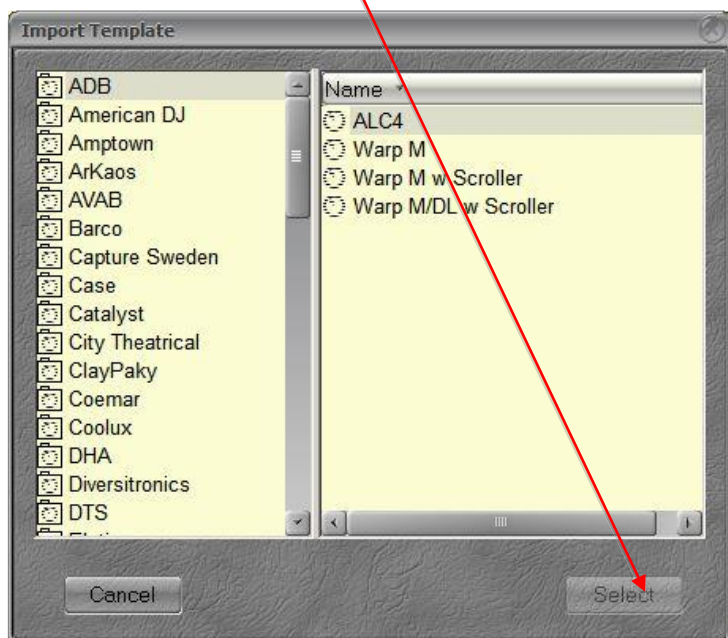 Import Template
ADB
American DJ
Amptown
ArKaos
AVAB
Barco
Capture Sweden
Case
Catalyst
City Theatrical
ClayPaky
Coemar
Coolux
DHA
Diversitronics
DTS
Name
ALC4
Warp M
Warp M w Scroller
Warp M/DL w Scroller
Cancel
Select